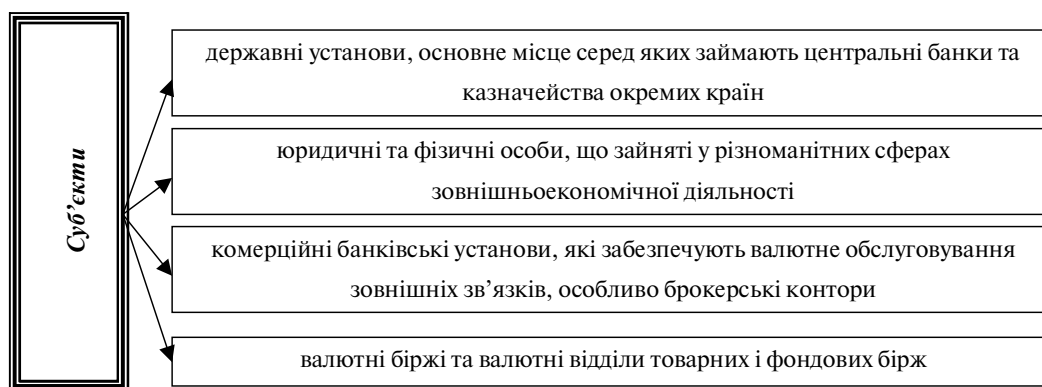 Суб’єкти
державні установи, основне місце серед яких займають центральні банки та
казначейства окремих країн
юридичні та фізичні особи, що зайняті у різноманітних сферах
зовнішньоекономічної діяльності
комерційні банківські установи, які забезпечують валютне обслуговування
зовнішніх зв’язків, особливо брокерські контори
валютні біржі та валютні відділи товарних і фондових бірж